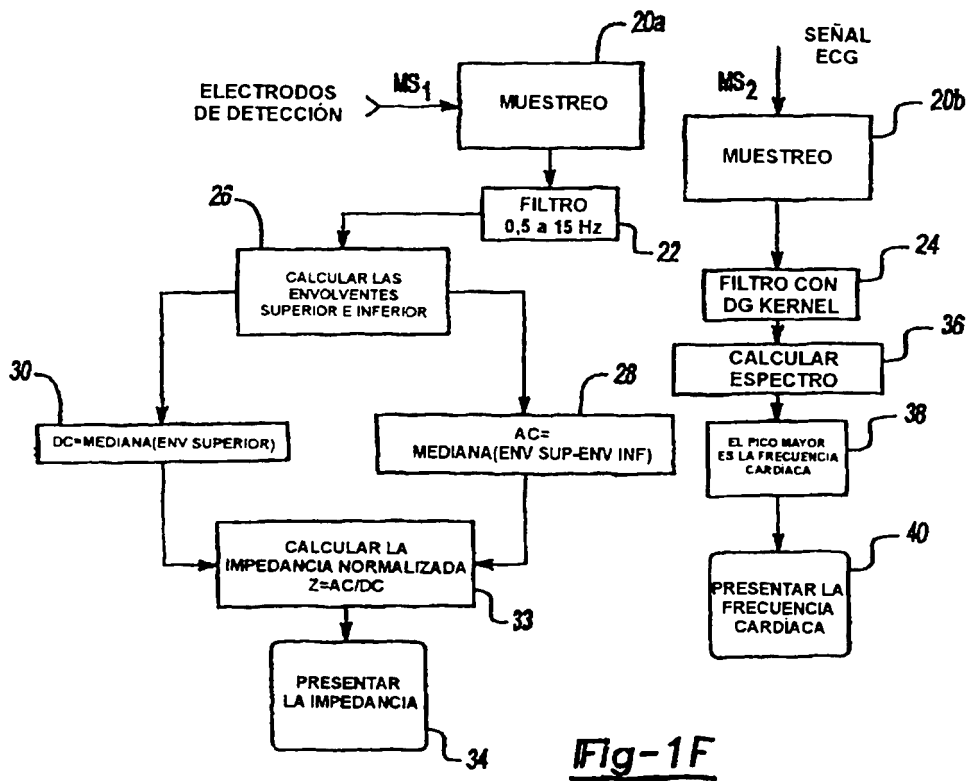 20a
SEÑAL
ECG
MS1
MS2
ELECTRODOS
DE DETECCIÓN
MUESTREO
20b
MUESTREO
26
FILTRO
0,5 a 15 Hz
22
24
CALCULAR LAS
ENVOLVENTES
SUPERIOR E INFERIOR
FILTRO CON
DG KERNEL
36
CALCULAR
ESPECTRO
30
28
38
DC=MEDIANA(ENV SUPERIOR)
AC=
MEDIANA(ENV SUP-ENV INF)
EL PICO MAYOR
ES LA FRECUENCIA
CARDÍACA
CALCULAR LA
IMPEDANCIA NORMALIZADA
Z=AC/DC
33
40
PRESENTAR LA
FRECUENCIA
CARDÍACA
PRESENTAR
LA IMPEDANCIA
34
Fig-1F